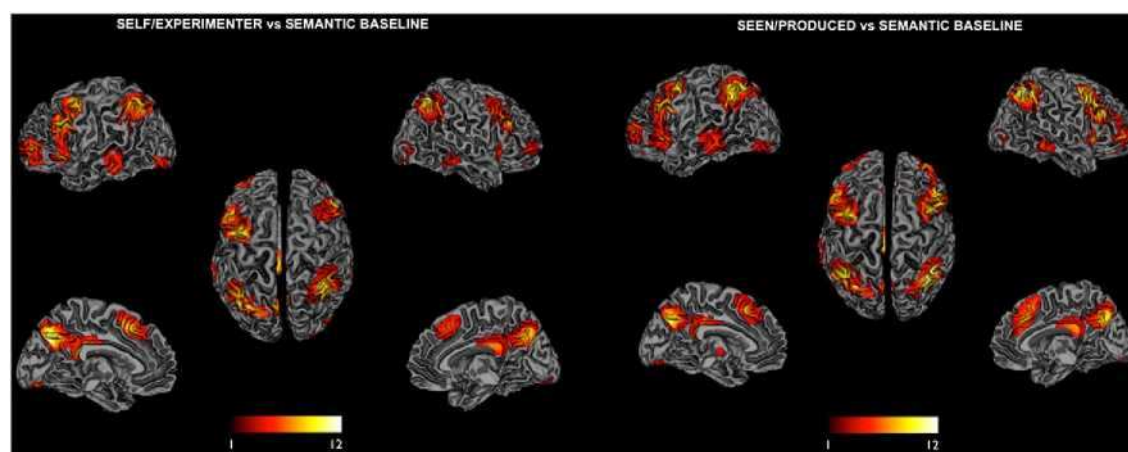 SELF/EXPERIMENTER vs SEMANTIC BASELINE
SEEN/PRODUCED vs SEMANTIC BASELINE
1 12
1 12